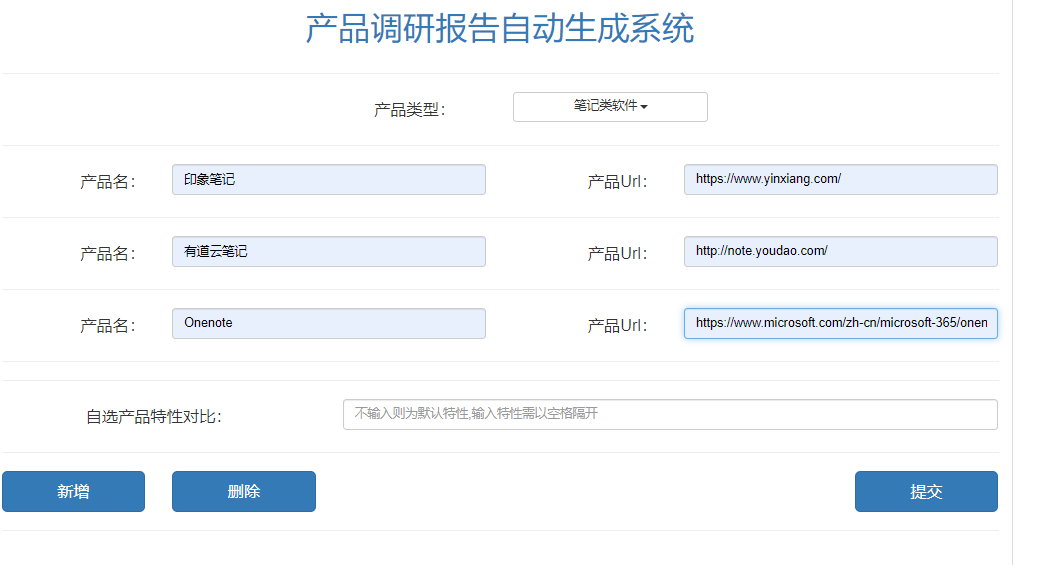 产品调研报告自动生成系统
产品类型： 笔记类软件
产品名： 印象笔记 产品Url： https://www.yinxiang.com/
产品名： 有道云笔记 产品Url： http://note.youdao.com/
产品名： Onenote 产品Url： https://www.microsoft.com/zh-cn/microsoft-365/onen
自选产品特性对比： 不输入则为默认特性,输入特性需以空格隔开
新增 删除 提交